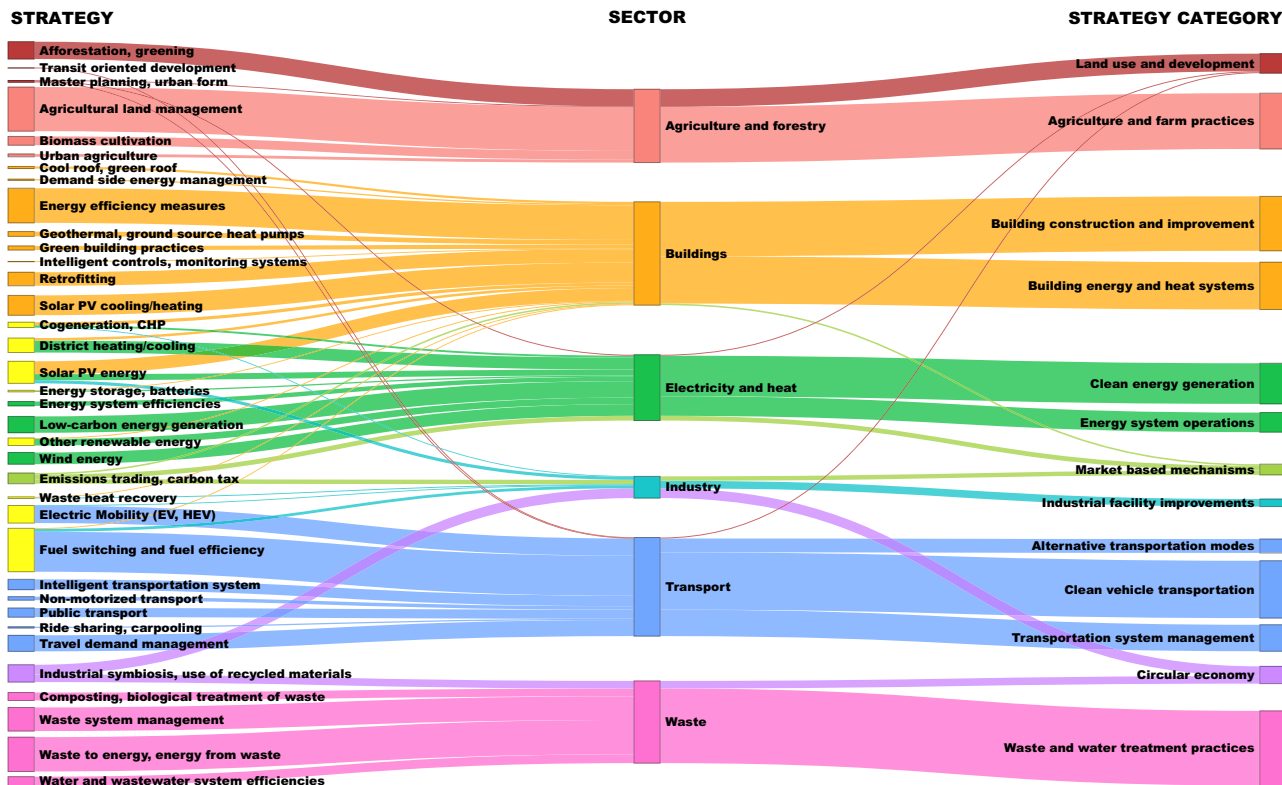 STRATEGY
SECTOR
STRATEGY CATEGORY
Afforestation, greening
Transit oriented development
Master planning, urban form
Agricultural land management
Biomass cultivation
Urban agriculture
Cool roof, green roof
Demand side energy management
Energy efficiency measures
Geothermal, ground source heat pumps
Green building practices
Intelligent controls, monitoring systems
Retrofitting
Solar PV cooling/heating
Cogeneration, CHP
District heating/cooling
Solar PV energy
Energy storage, batteries
Energy system efficiencies
Low-carbon energy generation
Other renewable energy
Wind energy
Emissions trading, carbon tax
Waste heat recovery
Electric Mobility (EV, HEV)
Fuel switching and fuel efficiency
Intelligent transportation system
Non-motorized transport
Public transport
Ride sharing, carpooling
Travel demand management
Industrial symbiosis, use of recycled materials
Composting, biological treatment of waste
Waste system management
Waste to energy, energy from waste
Water and wastewater system efficiencies
Agriculture and forestry
Buildings
Electricity and heat
Industry
Transport
Waste
Land use and development
Agriculture and farm practices
Building construction and improvement
Building energy and heat systems
Clean energy generation
Energy system operations
Market based mechanisms
Industrial facility improvements
Alternative transportation modes
Clean vehicle transportation
Transportation system management
Circular economy
Waste and water treatment practices